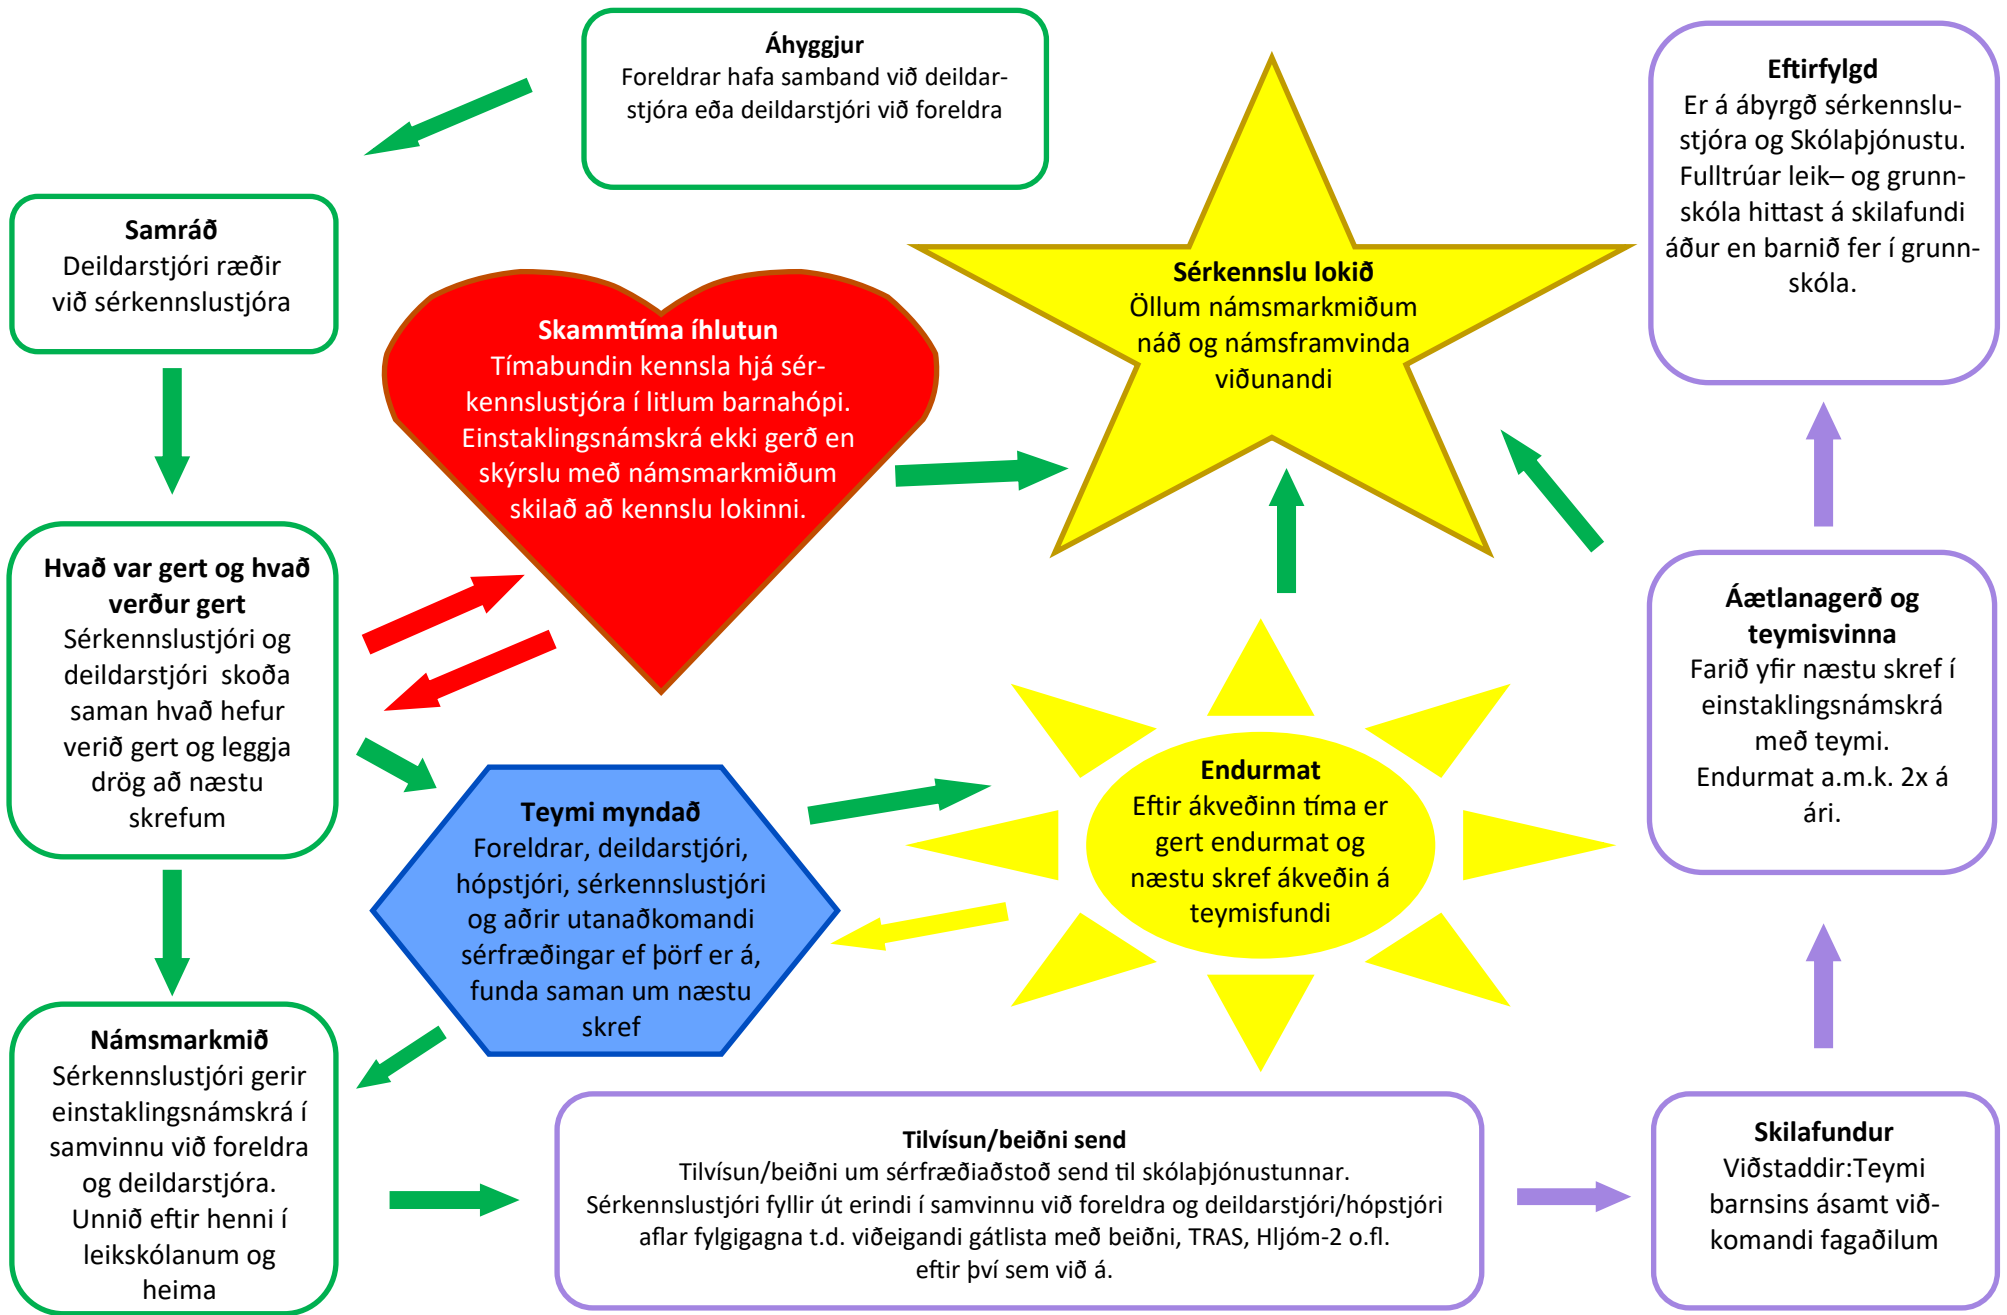 Áhyggjur
Foreldrar hafa samband við deildar-
stjóra eða deildarstjóri við foreldra
Samráð
Deildarstjóri ræðir
við sérkennslustjóra
Hvað var gert og hvað
verður gert
Sérkennslustjóri og
deildarstjóri  skoða
saman hvað hefur
verið gert og leggja
drög að næstu
skrefum
Námsmarkmið
Sérkennslustjóri gerir
einstaklingsnámskrá í
samvinnu við foreldra
og deildarstjóra.
Unnið eftir henni í
leikskólanum og
heima
Skammtíma íhlutun
Tímabundin kennsla hjá sér-
kennslustjóra í litlum barnahópi.
Einstaklingsnámskrá ekki gerð en
skýrslu með námsmarkmiðum
skilað að kennslu lokinni.
Teymi myndað
Foreldrar, deildarstjóri,
hópstjóri, sérkennslustjóri
og aðrir utanaðkomandi
sérfræðingar ef þörf er á,
funda saman um næstu
skref
Sérkennslu lokið
Öllum námsmarkmiðum
náð og námsframvinda
viðunandi
Endurmat
Eftir ákveðinn tíma er
gert endurmat og
næstu skref ákveðin á
teymisfundi
Tilvísun/beiðni send
Tilvísun/beiðni um sérfræðiaðstoð send til skólaþjónustunnar.
Sérkennslustjóri fyllir út erindi í samvinnu við foreldra og deildarstjóri/hópstjóri
aflar fylgigagna t.d. viðeigandi gátlista með beiðni, TRAS, Hljóm-2 o.fl.
eftir því sem við á.
Skilafundur
Viðstaddir:Teymi
barnsins ásamt við-
komandi fagaðilum
Áætlanagerð og
teymisvinna
Farið yfir næstu skref í
einstaklingsnámskrá
með teymi.
Endurmat a.m.k. 2x á
ári.
Eftirfylgd
Er á ábyrgð sérkennslu-
stjóra og Skólaþjónustu.
Fulltrúar leik– og grunn-
skóla hittast á skilafundi
áður en barnið fer í grunn-
skóla.